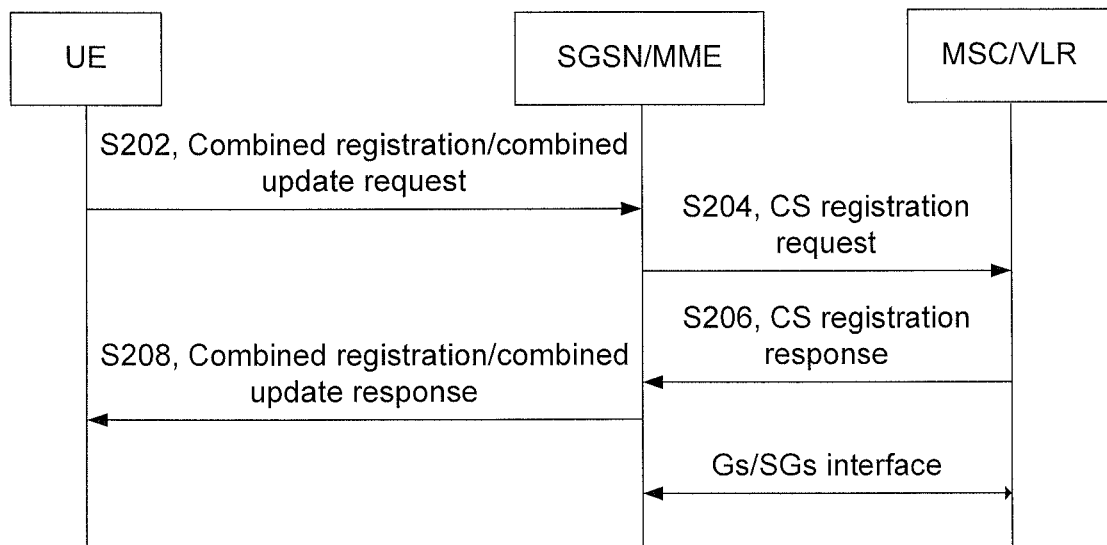 UE
SGSN/MME
MSC/VLR
S202, Combined registration/combined
update request
S204, CS registration
request
S206, CS registration
response
S208, Combined registration/combined
update response
Gs/SGs interface